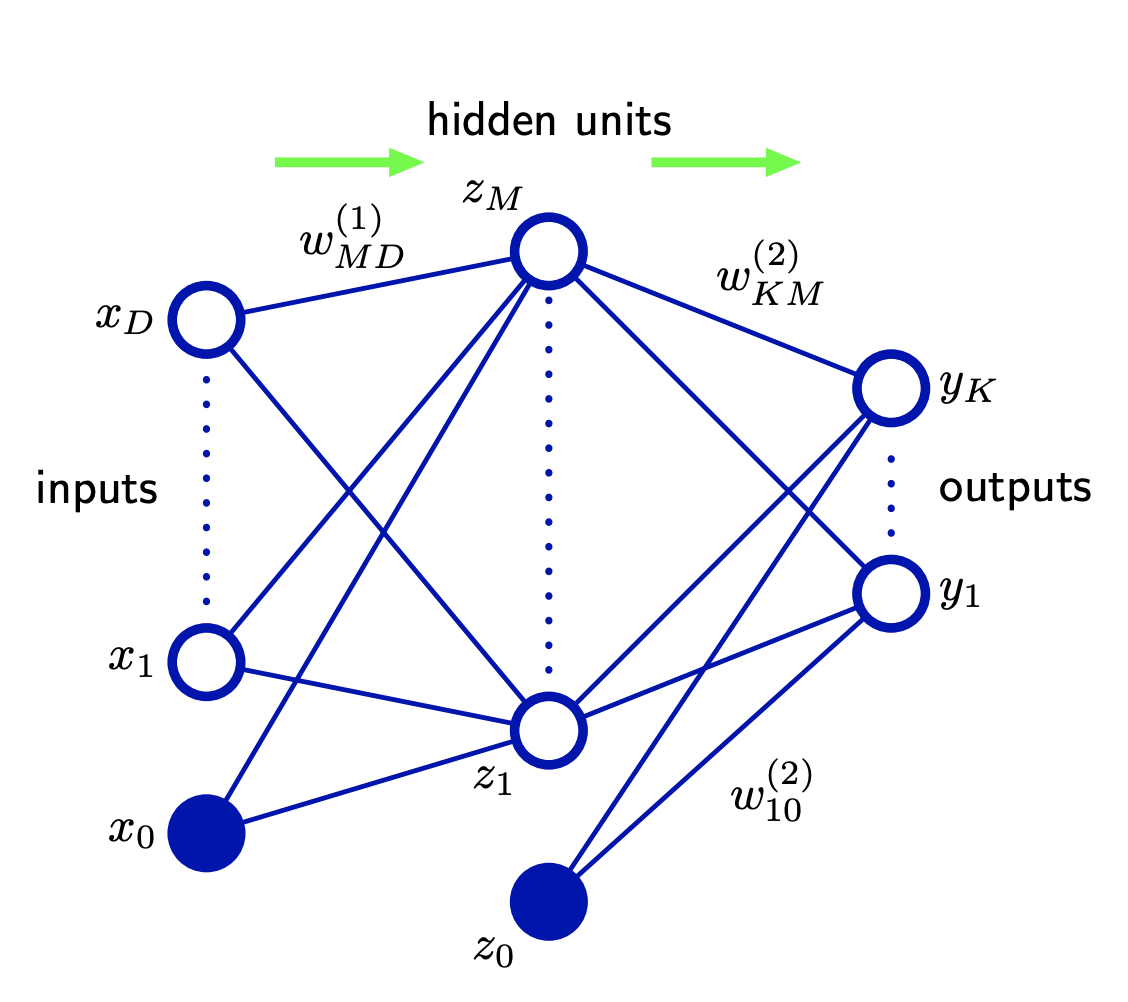 hidden units
z_M
w_{MD}^{(1)}
w_{KM}^{(2)}
x_D
y_K
inputs
outputs
y_1
x_1
z_1
w_{10}^{(2)}
x_0
z_0